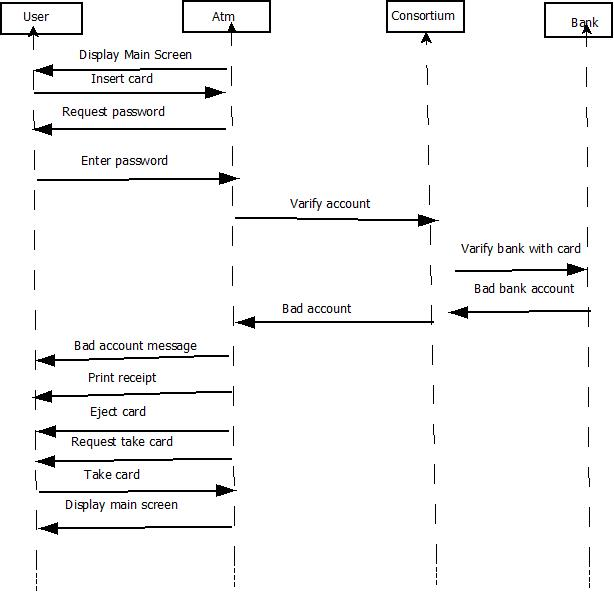 User
Atm
Consortium
Bank
Display Main Screen
Insert card
Request password
Enter password
Varify account
Varify bank with card
Bad bank account
Bad account
Bad account message
Print receipt
Eject card
Request take card
Take card
Display main screen